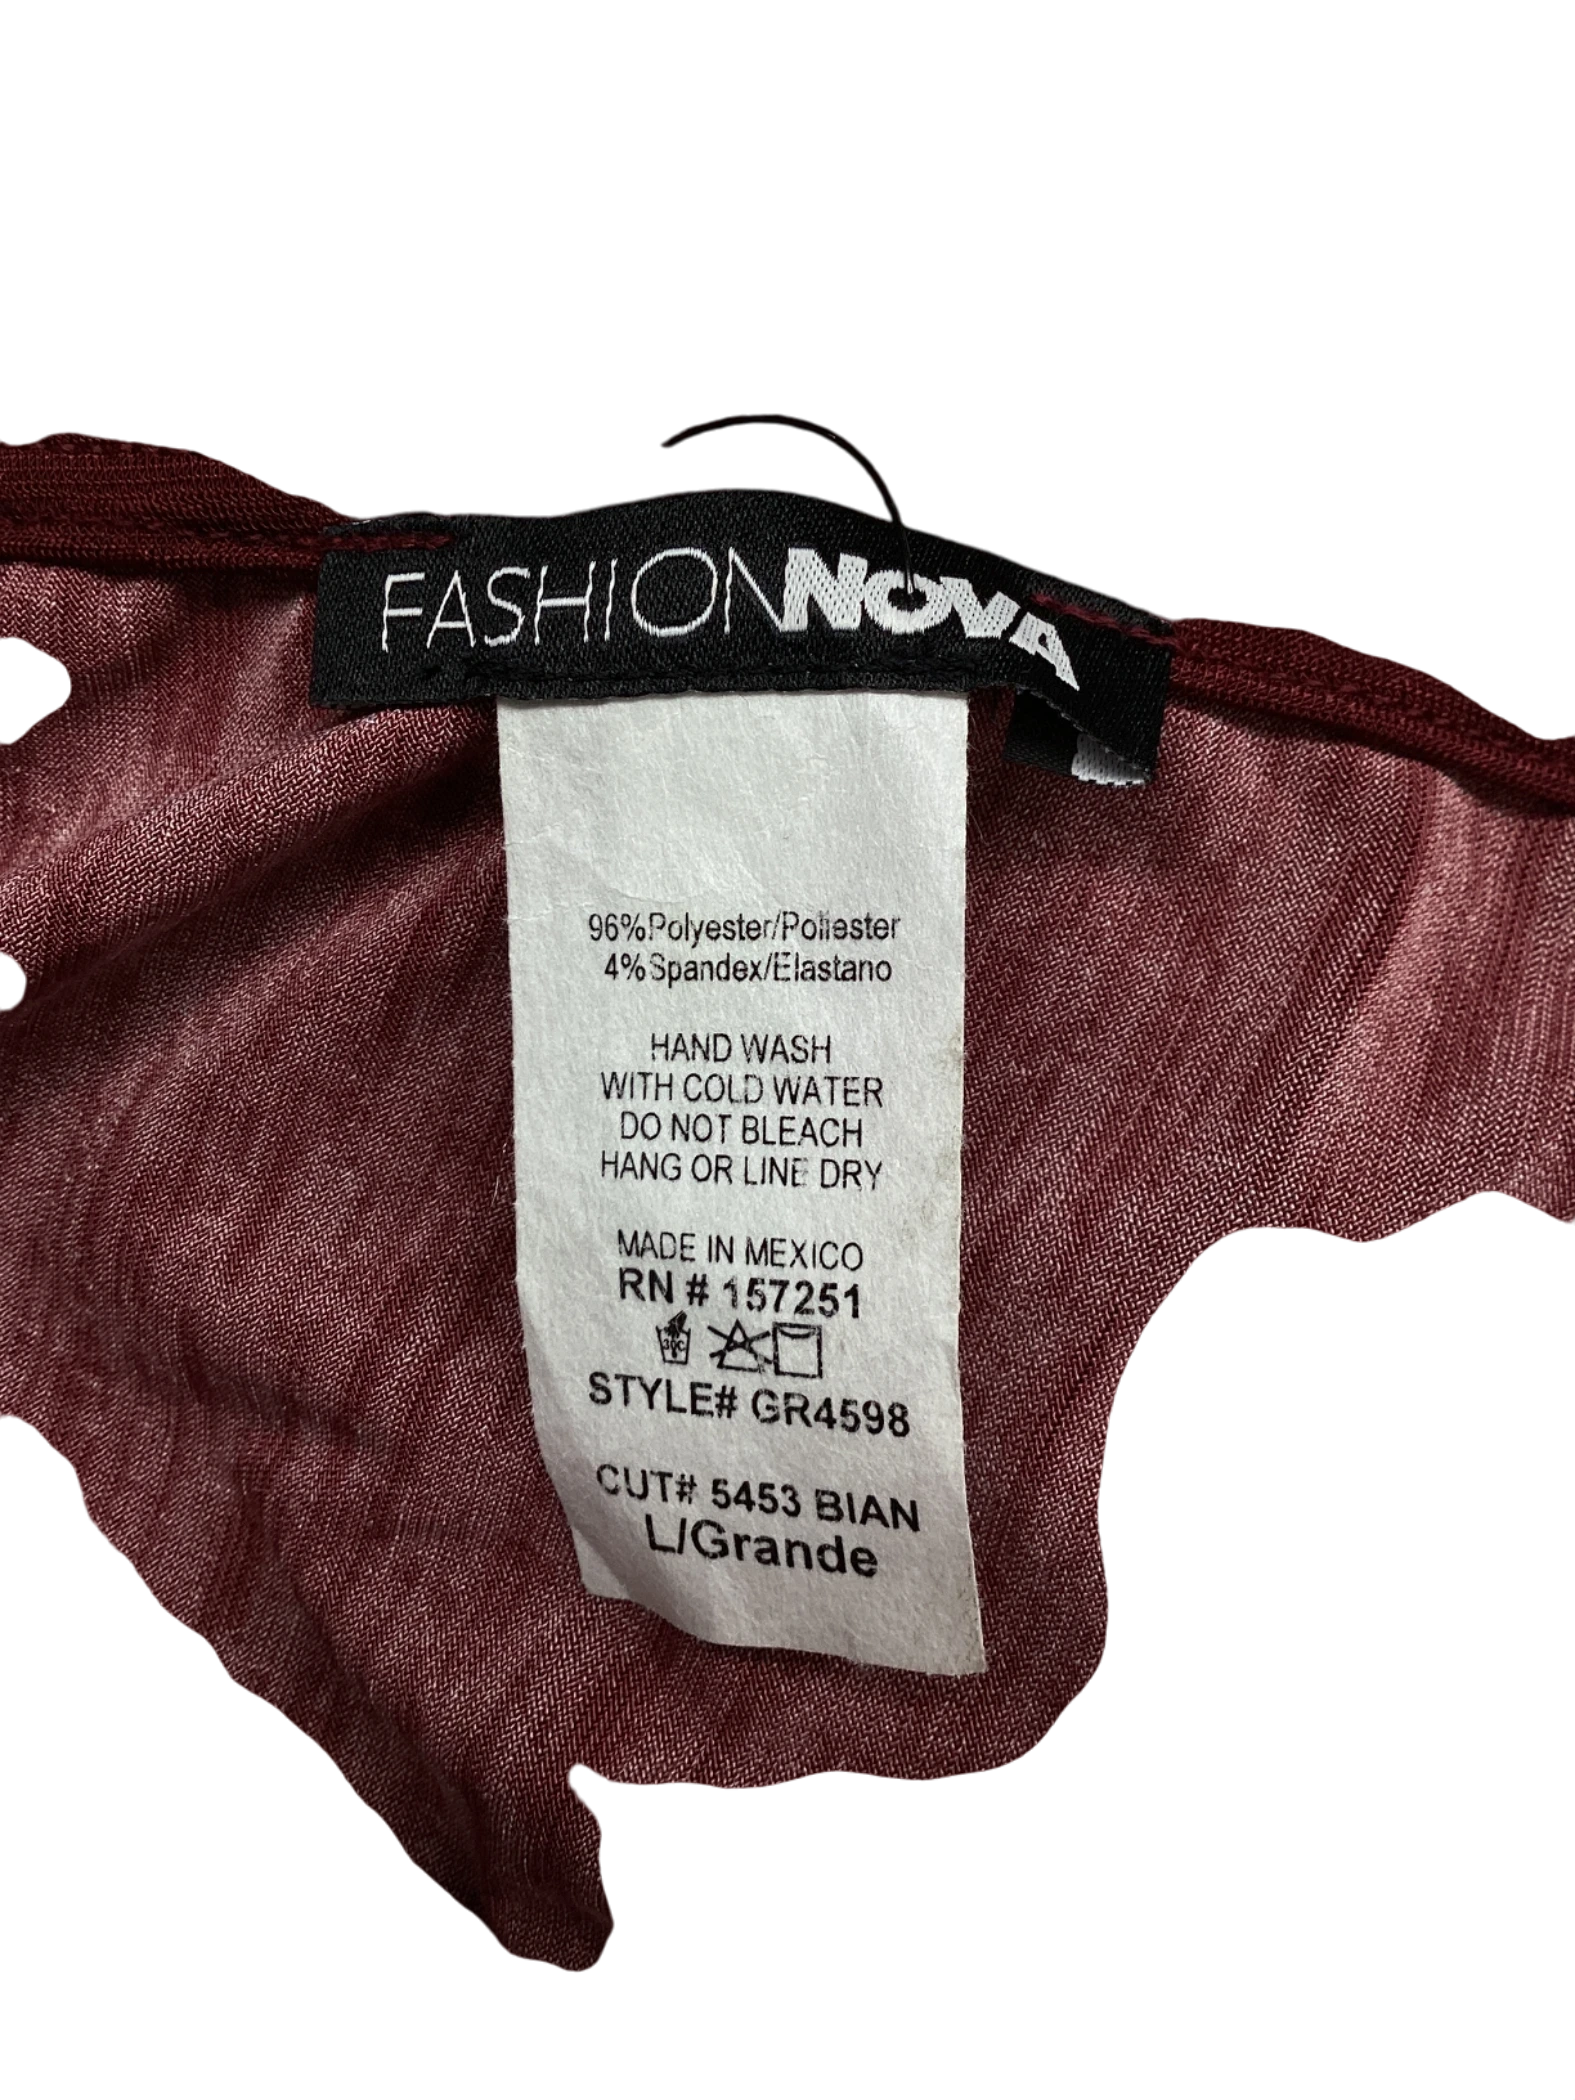 FASHIONNOVA
96%Polyester/Poliester
4%Spandex/Elastano
HAND WASH
WITH COLD WATER
DO NOT BLEACH
HANG OR LINE DRY
MADE IN MEXICO
RN # 157251
30C
STYLE# GR4598
CUT# 5453 BIAN
L/Grande